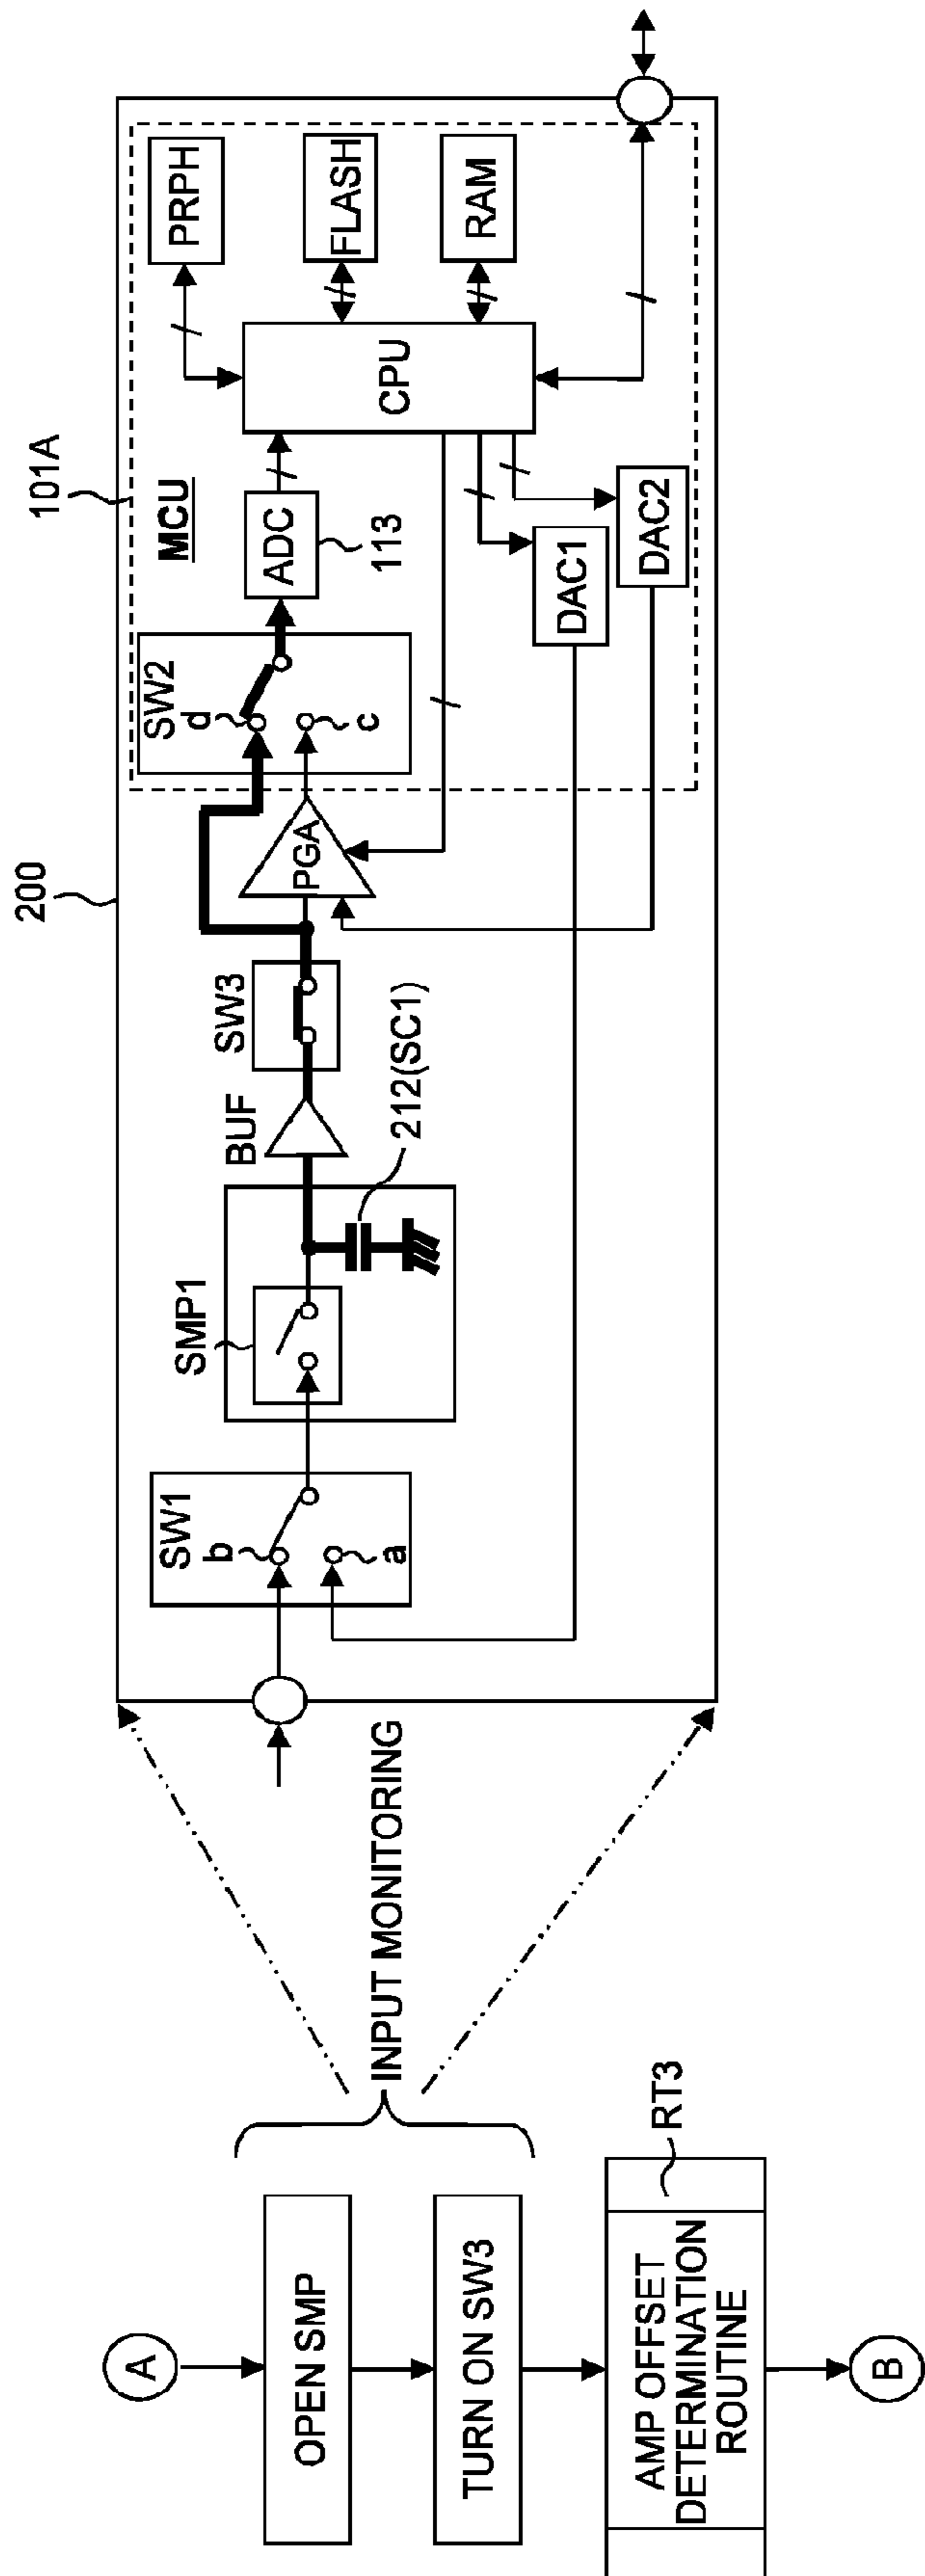 A
OPEN SMP
TURN ON SW3
AMP OFFSET
DETERMINATION
ROUTINE
RT3
B
INPUT MONITORING
200
101A
SW1
b
a
SMP1
212(SC1)
BUF
SW3
PGA
SW2
d
c
MCU
ADC
113
CPU
PRPH
FLASH
RAM
DAC1
DAC2